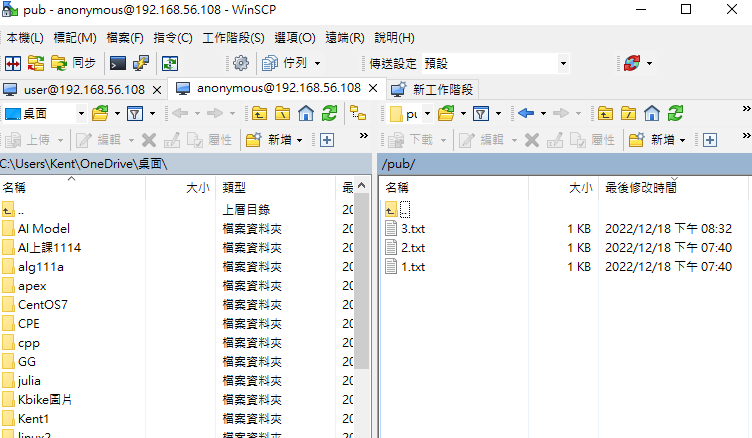 pub - anonymous@192.168.56.108 - WinSCP
本機(L) 標記(M) 檔案(F) 指令(C) 工作階段(S) 選項(O) 遠端(R) 說明(H)
同步 佇列 傳送設定 預設
user@192.168.56.108 anonymous@192.168.56.108 新工作階段
桌面
上傳 編輯 屬性 新增 下載 編輯 屬性 新增
C:\Users\Kent\OneDrive\桌面\ /pub/
名稱 大小 類型 名稱 大小 最後修改時間
.. 上層目錄 20 ..
AI Model 檔案資料夾 20 3.txt 1 KB 2022/12/18 下午 08:32
AI上課1114 檔案資料夾 20 2.txt 1 KB 2022/12/18 下午 07:40
alg111a 檔案資料夾 20 1.txt 1 KB 2022/12/18 下午 07:40
apex 檔案資料夾 20
CentOS7 檔案資料夾 20
CPE 檔案資料夾 20
cpp 檔案資料夾 20
GG 檔案資料夾 20
julia 檔案資料夾 20
Kbike圖片 檔案資料夾 20
Kent1 檔案資料夾 20
linux2 檔案資料夾 20